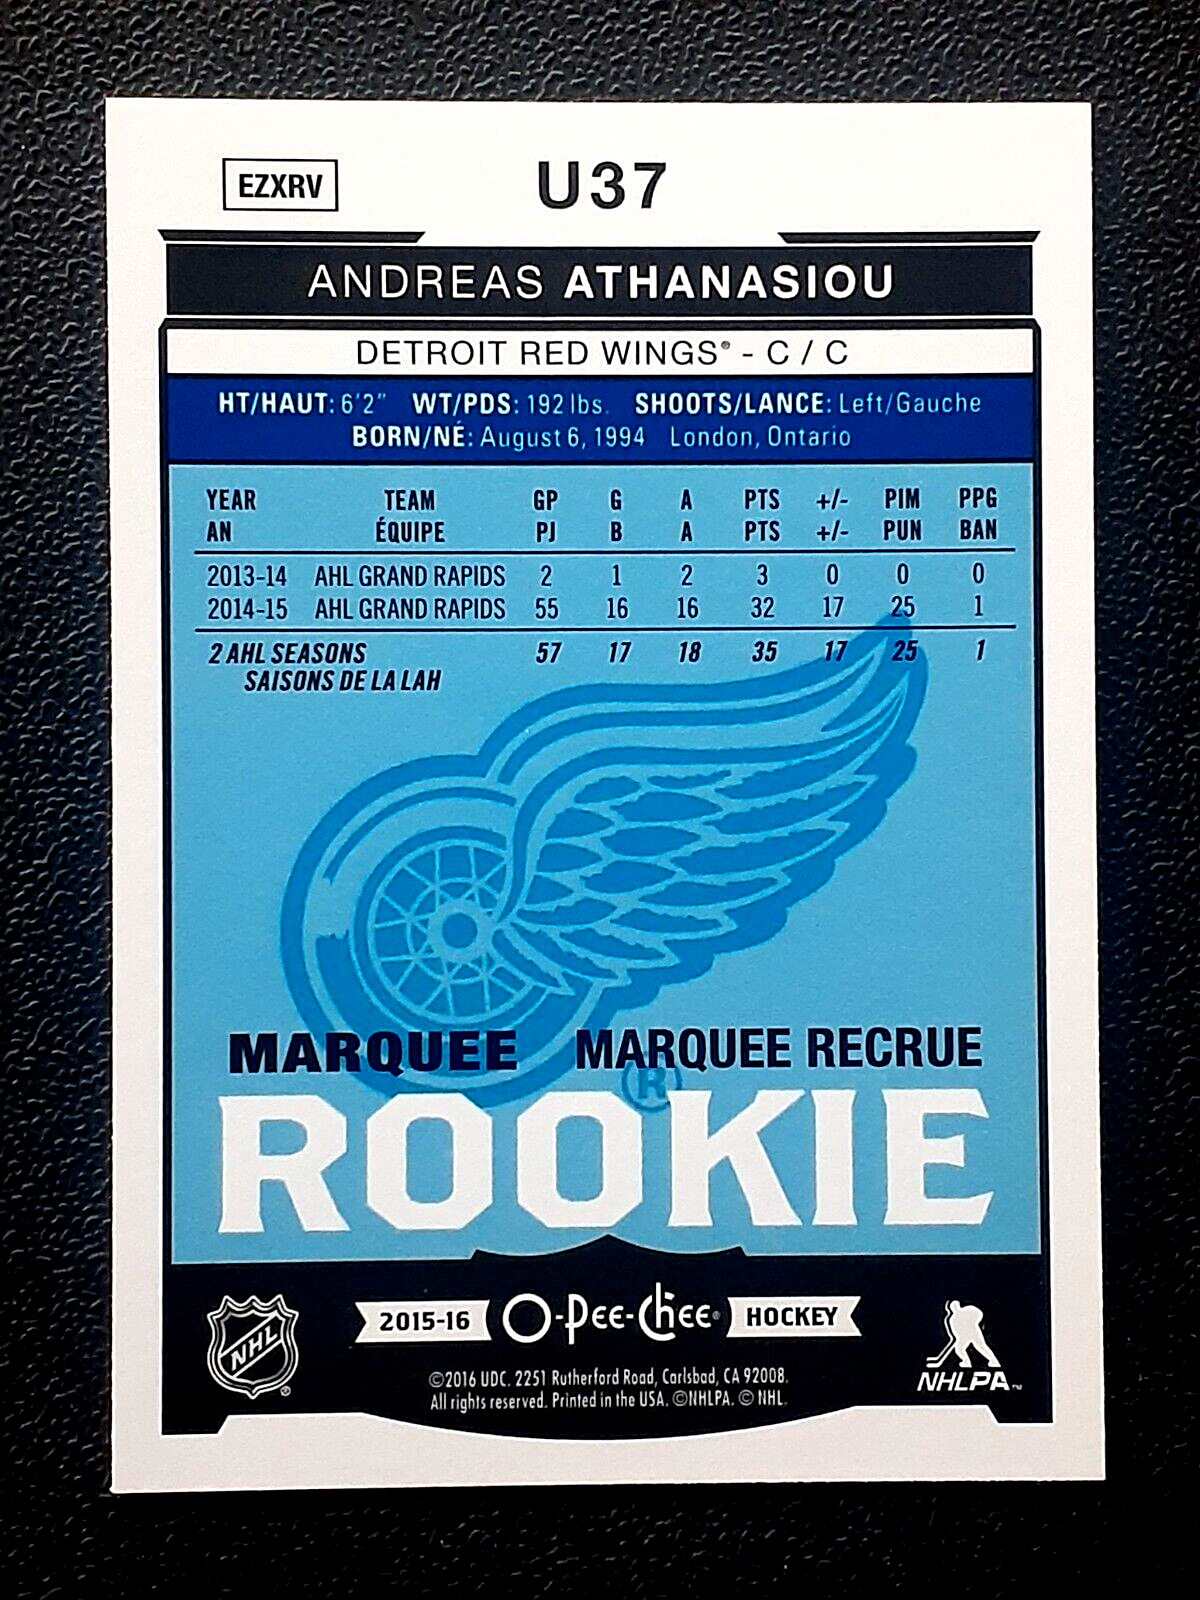 EZXRV
U37
ANDREAS ATHANASIOU
DETROIT RED WINGS® - C / C
HT/HAUT: 6'2" WT/PDS: 192 lbs. SHOOTS/LANCE: Left/Gauche
BORN/NÉ: August 6, 1994 London, Ontario
YEAR TEAM GP G A PTS +/- PIM PPG
AN ÉQUIPE PJ B A PTS +/- PUN BAN
2013-14 AHL GRAND RAPIDS 2 1 2 3 0 0 0
2014-15 AHL GRAND RAPIDS 55 16 16 32 17 25 1
2 AHL SEASONS 57 17 18 35 17 25 1
SAISONS DE LA LAH
MARQUEE MARQUEE RECRUE
®
ROOKIE
NHL® 2015-16 O-Pee-Chee® HOCKEY
NHLPA™
©2016 UDC. 2251 Rutherford Road, Carlsbad, CA 92008.
All rights reserved. Printed in the USA. ©NHLPA. © NHL.